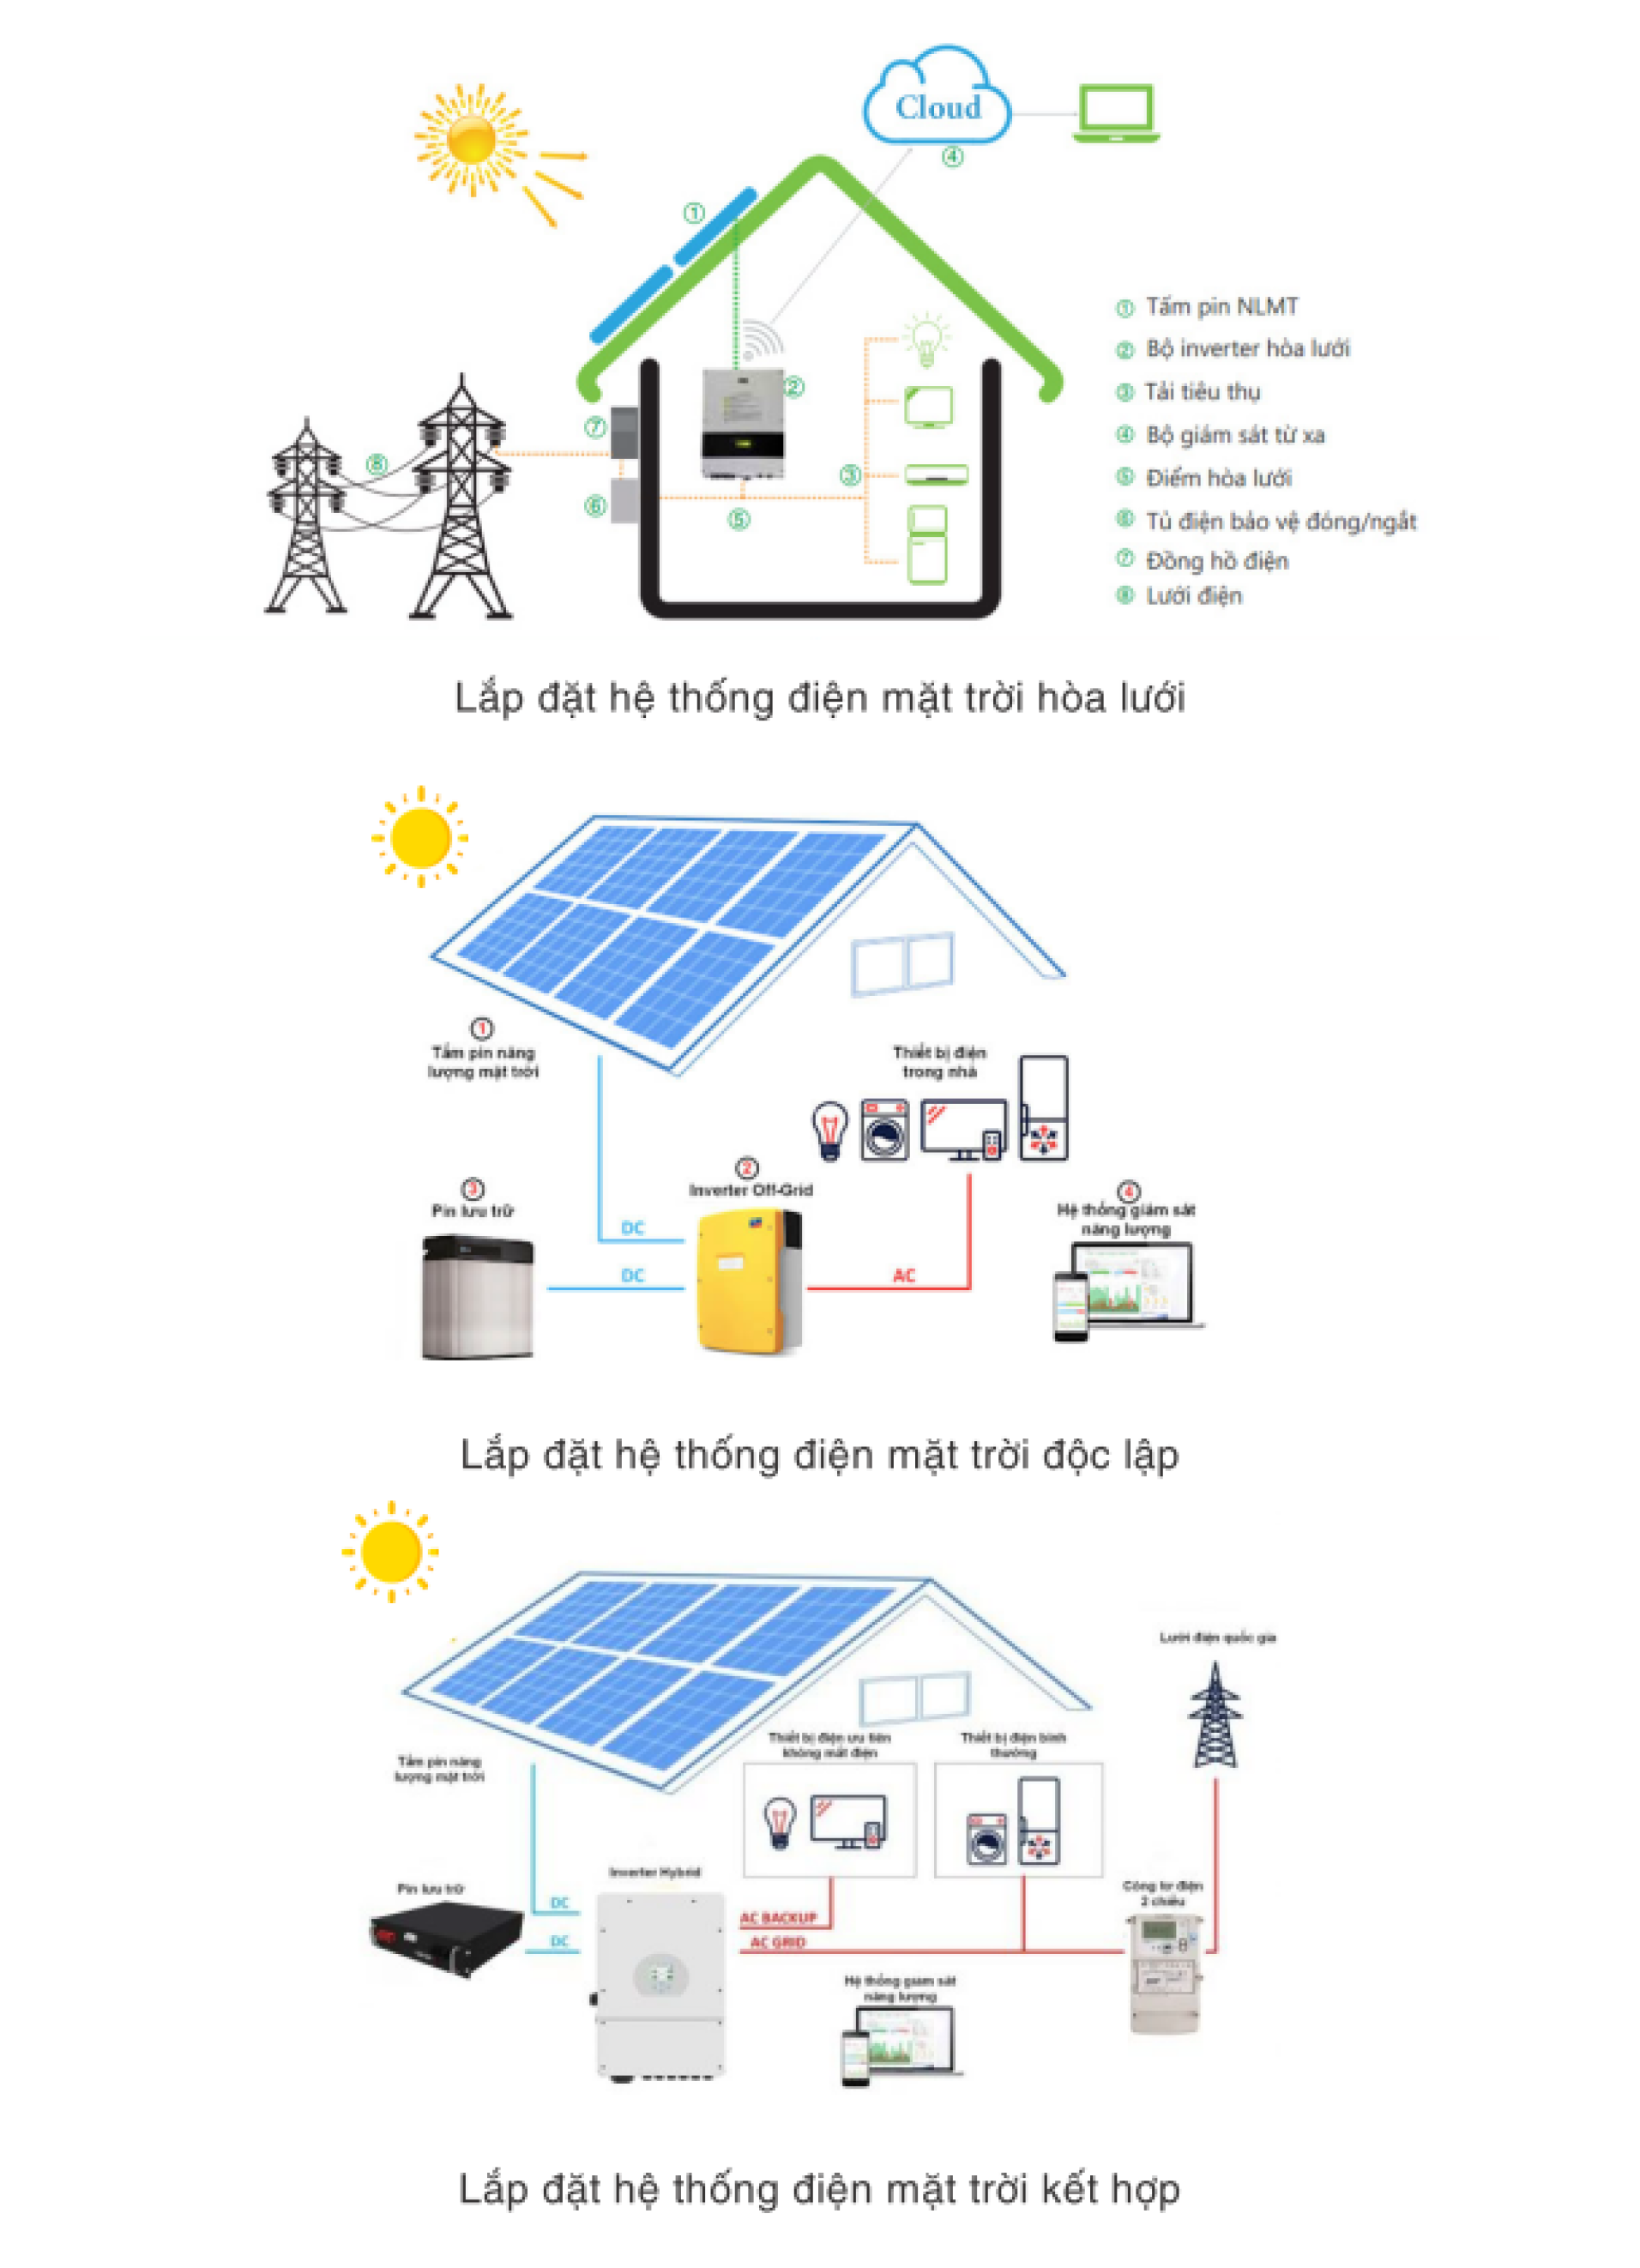 Cloud
④
①
① Tấm pin NLMT
② Bộ inverter hòa lưới
③ Tải tiêu thụ
④ Bộ giám sát từ xa
⑤ Điểm hòa lưới
⑥ Tủ điện bảo vệ đóng/ngắt
⑦ Đồng hồ điện
⑧ Lưới điện
②
⑦
⑧
③
⑥
⑤
Lắp đặt hệ thống điện mặt trời hòa lưới
①
Tấm pin năng
lượng mặt trời
Thiết bị điện
trong nhà
②
Inverter Off-Grid
③
Pin lưu trữ
④
Hệ thống giám sát
năng lượng
DC
DC
AC
Lắp đặt hệ thống điện mặt trời độc lập
Lưới điện quốc gia
Tấm pin năng
lượng mặt trời
Thiết bị điện ưu tiên
không mất điện
Thiết bị điện bình
thường
Inverter Hybrid
Pin lưu trữ
Công tơ điện
2 chiều
DC
DC
AC BACKUP
AC GRID
Hệ thống giám sát
năng lượng
Lắp đặt hệ thống điện mặt trời kết hợp